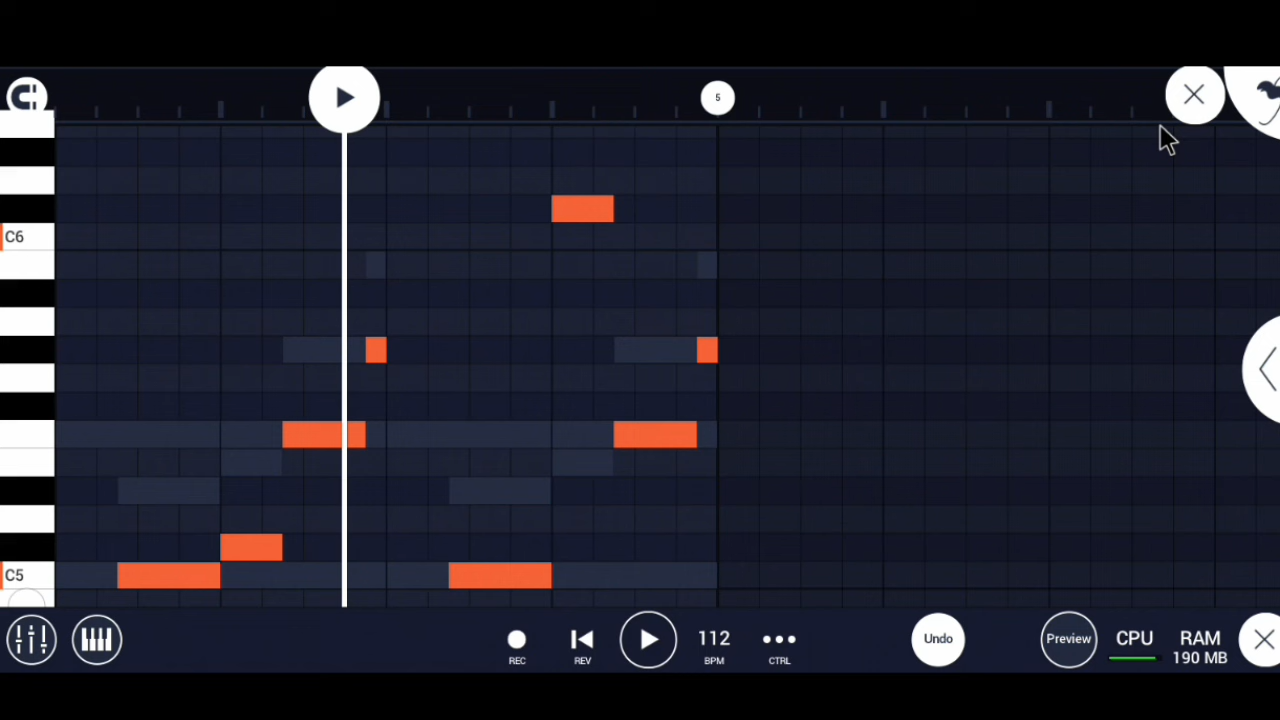 5
C6
C5
REC
REV
112
BPM
CTRL
Undo
Preview
CPU
RAM
190 MB